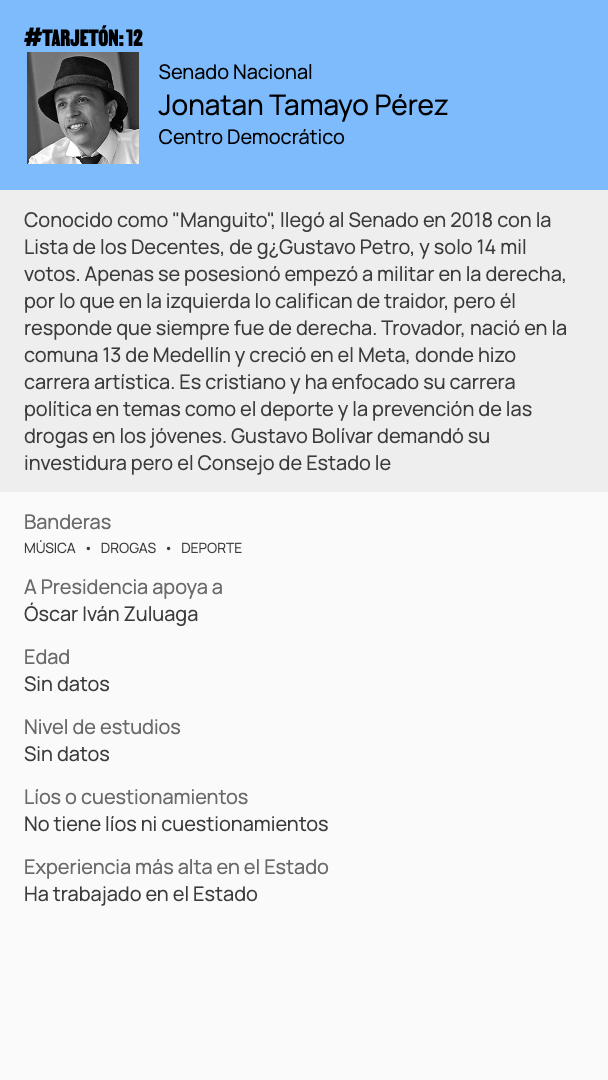 #TARJETÓN: 12
Senado Nacional
Jonatan Tamayo Pérez
Centro Democrático
Conocido como "Manguito", llegó al Senado en 2018 con la
Lista de los Decentes, de g¿Gustavo Petro, y solo 14 mil
votos. Apenas se posesionó empezó a militar en la derecha,
por lo que en la izquierda lo califican de traidor, pero él
responde que siempre fue de derecha. Trovador, nació en la
comuna 13 de Medellín y creció en el Meta, donde hizo
carrera artística. Es cristiano y ha enfocado su carrera
política en temas como el deporte y la prevención de las
drogas en los jóvenes. Gustavo Bolívar demandó su
investidura pero el Consejo de Estado le
Banderas
MÚSICA • DROGAS • DEPORTE
A Presidencia apoya a
Óscar Iván Zuluaga
Edad
Sin datos
Nivel de estudios
Sin datos
Líos o cuestionamientos
No tiene líos ni cuestionamientos
Experiencia más alta en el Estado
Ha trabajado en el Estado